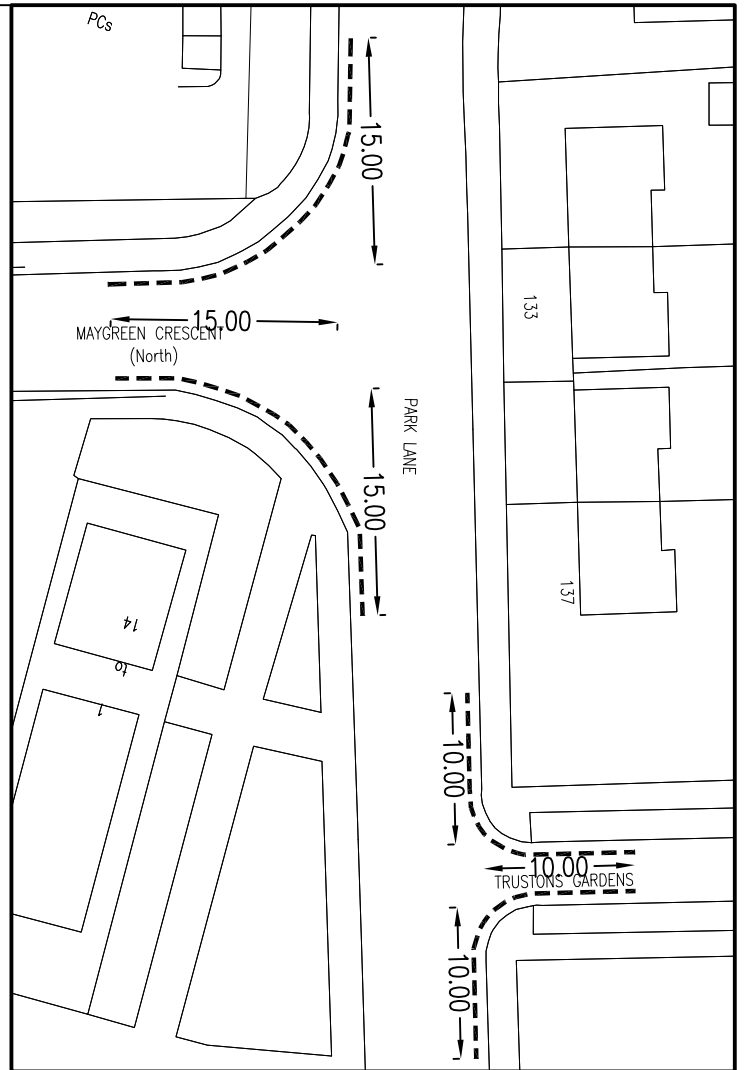 PCs
15.00
133
15.00
MAYGREEN CRESCENT
(North)
PARK LANE
15.00
137
14
to
1
10.00
10.00
TRUSTONS GARDENS
10.00